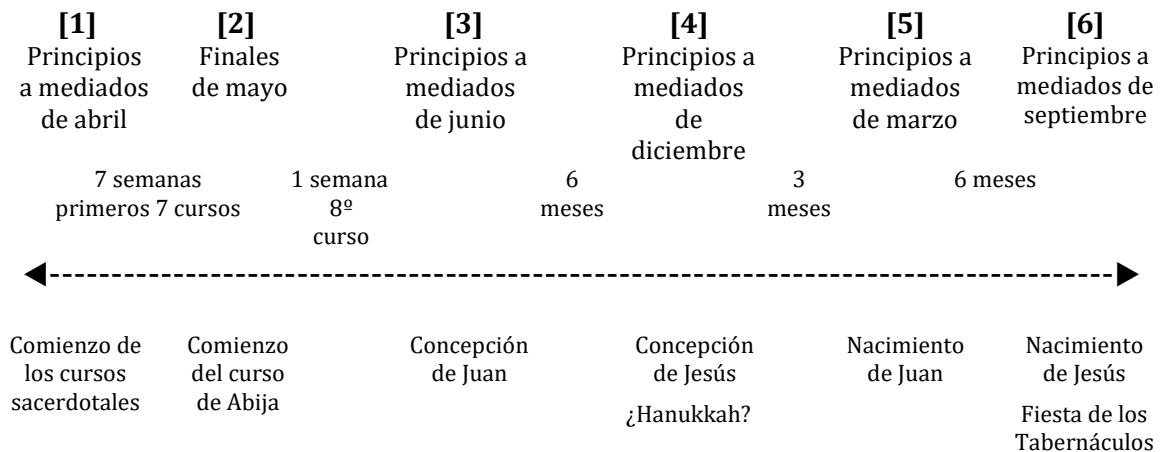 [1] [2] [3] [4] [5] [6]
Principios Finales Principios a Principios a Principios a Principios a
a mediados de mayo mediados mediados mediados mediados de
de abril de junio de de marzo septiembre
diciembre
7 semanas 1 semana 6 3 6 meses
primeros 7 cursos 8º meses meses
curso
Comienzo de Comienzo Concepción Concepción Nacimiento Nacimiento
los cursos del curso de Juan de Jesús de Juan de Jesús
sacerdotales de Abija
¿Hanukkah? Fiesta de los
Tabernáculos